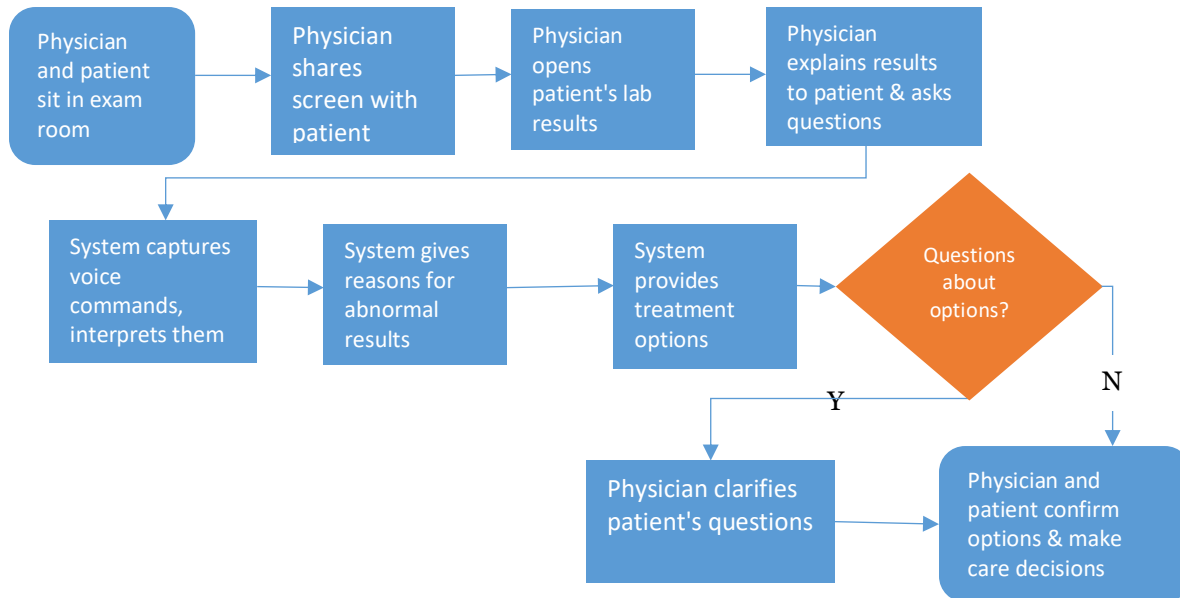 Physician
and patient
sit in exam
room
Physician
shares
screen with
patient
Physician
opens
patient's lab
results
Physician
explains results
to patient & asks
questions
System captures
voice
commands,
interprets them
System gives
reasons for
abnormal
results
System
provides
treatment
options
Questions
about
options?
Y
N
Physician clarifies
patient's questions
Physician and
patient confirm
options & make
care decisions